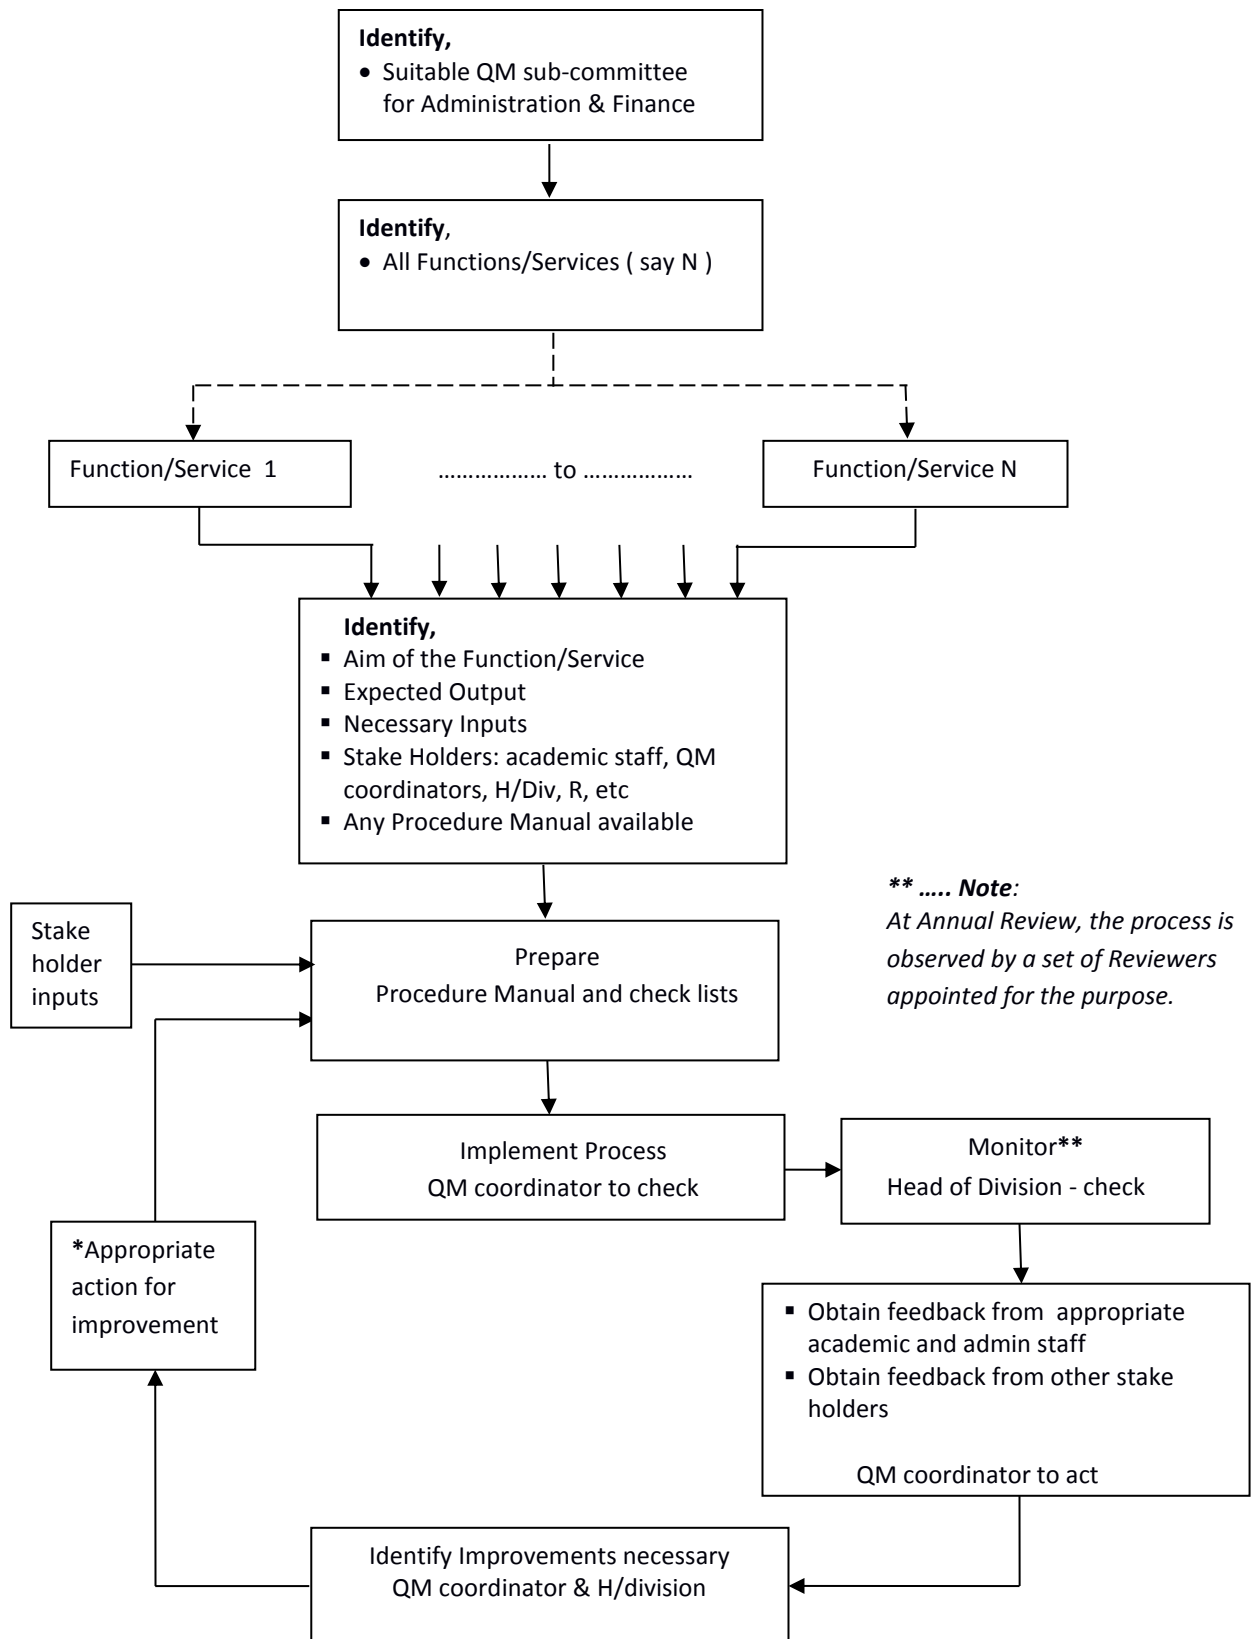 Identify,
• Suitable QM sub-committee
for Administration & Finance
Identify,
• All Functions/Services ( say N )
Function/Service 1
……………… to ………………
Function/Service N
Identify,
▪ Aim of the Function/Service
▪ Expected Output
▪ Necessary Inputs
▪ Stake Holders: academic staff, QM
coordinators, H/Div, R, etc
▪ Any Procedure Manual available
** ….. Note:
At Annual Review, the process is
observed by a set of Reviewers
appointed for the purpose.
Stake
holder
inputs
Prepare
Procedure Manual and check lists
Implement Process
QM coordinator to check
Monitor**
Head of Division - check
*Appropriate
action for
improvement
▪ Obtain feedback from appropriate
academic and admin staff
▪ Obtain feedback from other stake
holders
QM coordinator to act
Identify Improvements necessary
QM coordinator & H/division